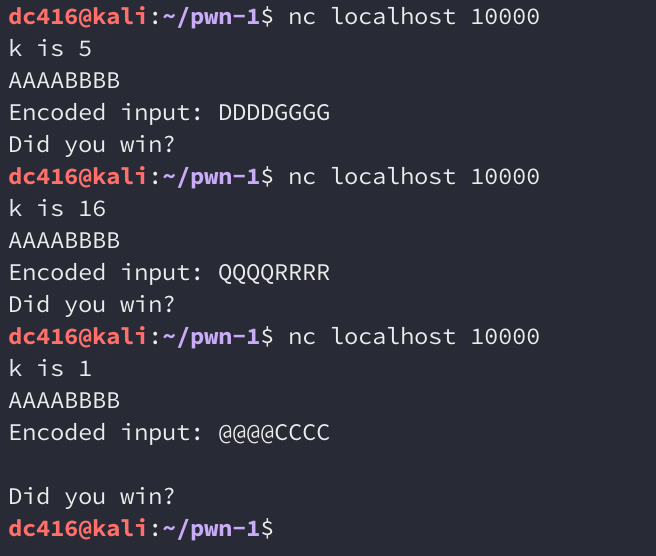 dc416@kali:~/pwn-1$ nc localhost 10000
k is 5
AAAABBBB
Encoded input: DDDDGGGG
Did you win?
dc416@kali:~/pwn-1$ nc localhost 10000
k is 16
AAAABBBB
Encoded input: QQQQRRRR
Did you win?
dc416@kali:~/pwn-1$ nc localhost 10000
k is 1
AAAABBBB
Encoded input: @@@@CCCC
Did you win?
dc416@kali:~/pwn-1$